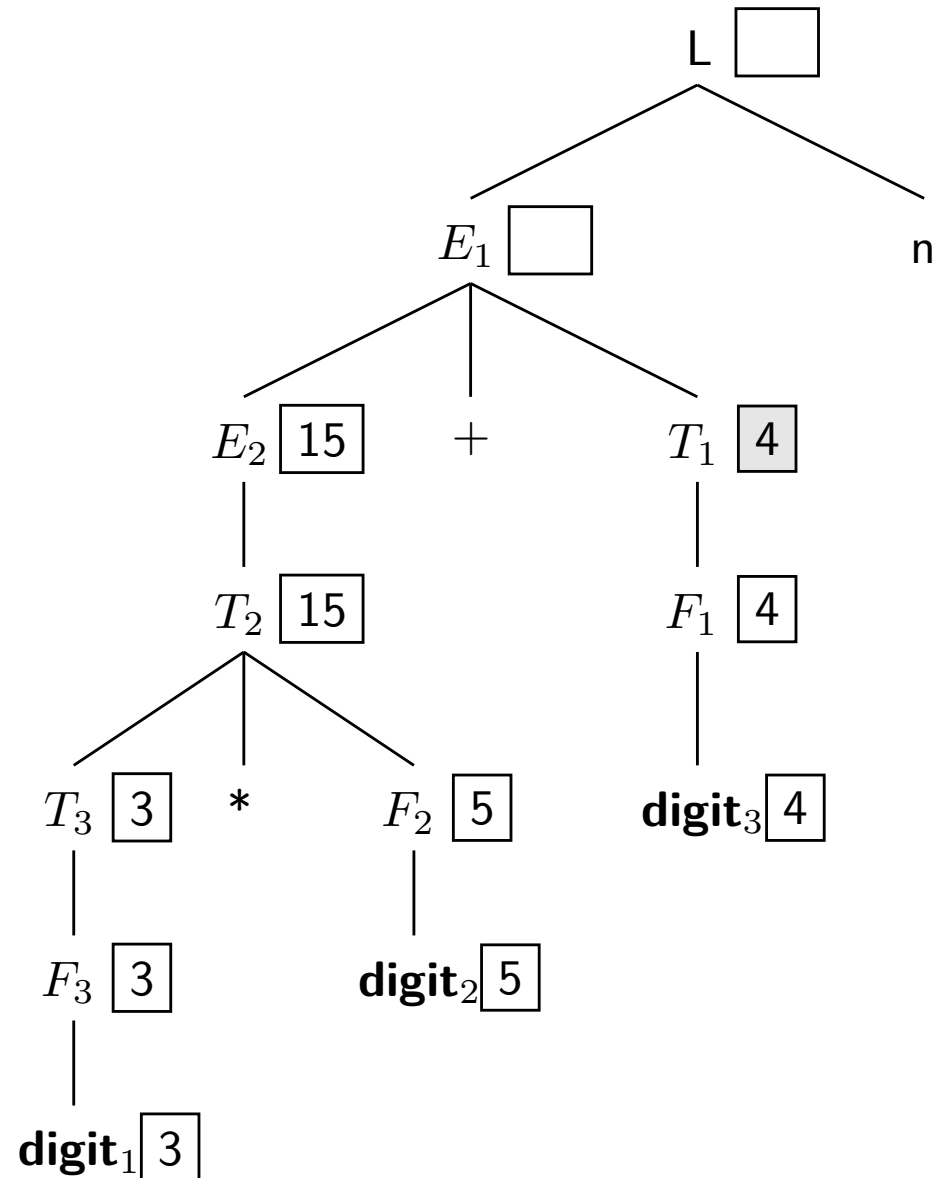 L
E₁ n
E₂ 15 + T₁ 4
T₂ 15 F₁ 4
T₃ 3 * F₂ 5 digit₃ 4
F₃ 3 digit₂ 5
digit₁ 3